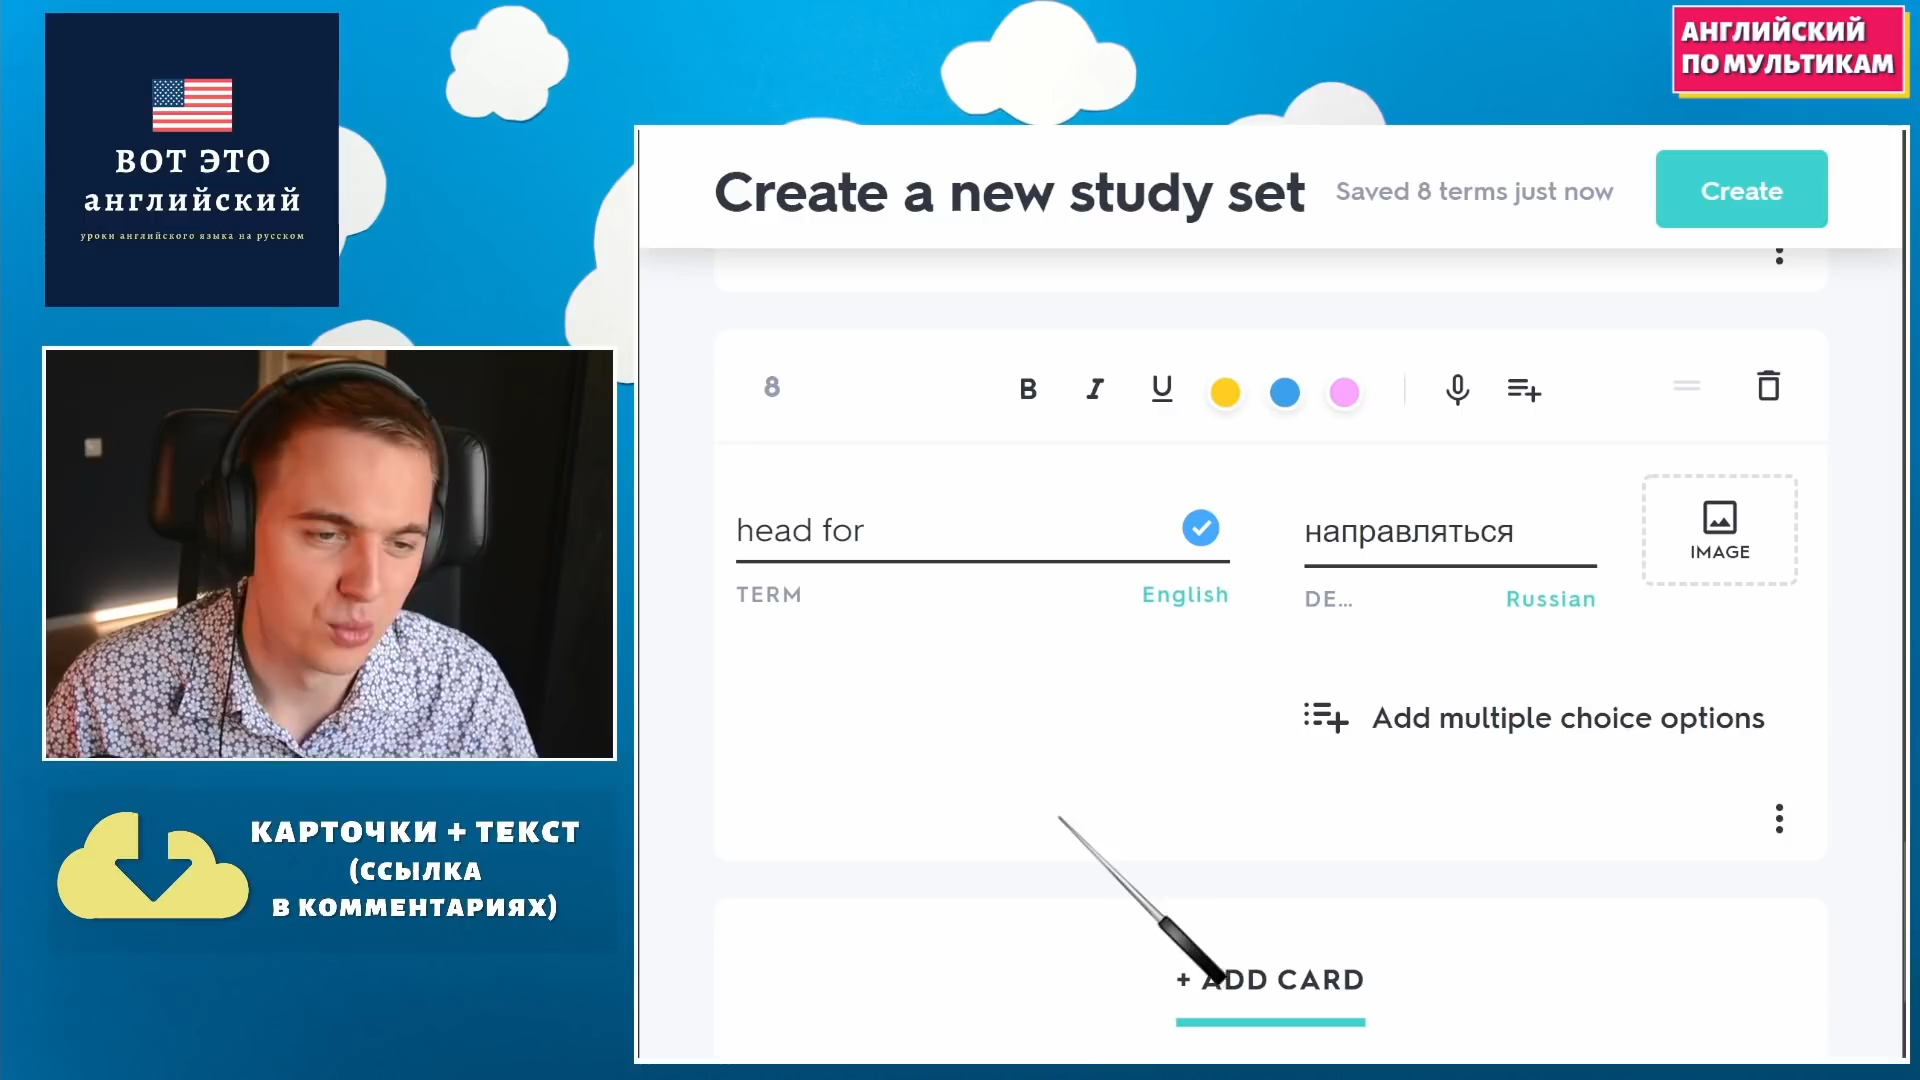 ВОТ ЭТО
английский
уроки английского языка на русском
АНГЛИЙСКИЙ
ПО МУЛЬТИКАМ
Create a new study set
Saved 8 terms just now
Create
8
B I U
head for
направляться
IMAGE
TERM
English
DE...
Russian
Add multiple choice options
+ ADD CARD
КАРТОЧКИ + ТЕКСТ
(ССЫЛКА
В КОММЕНТАРИЯХ)